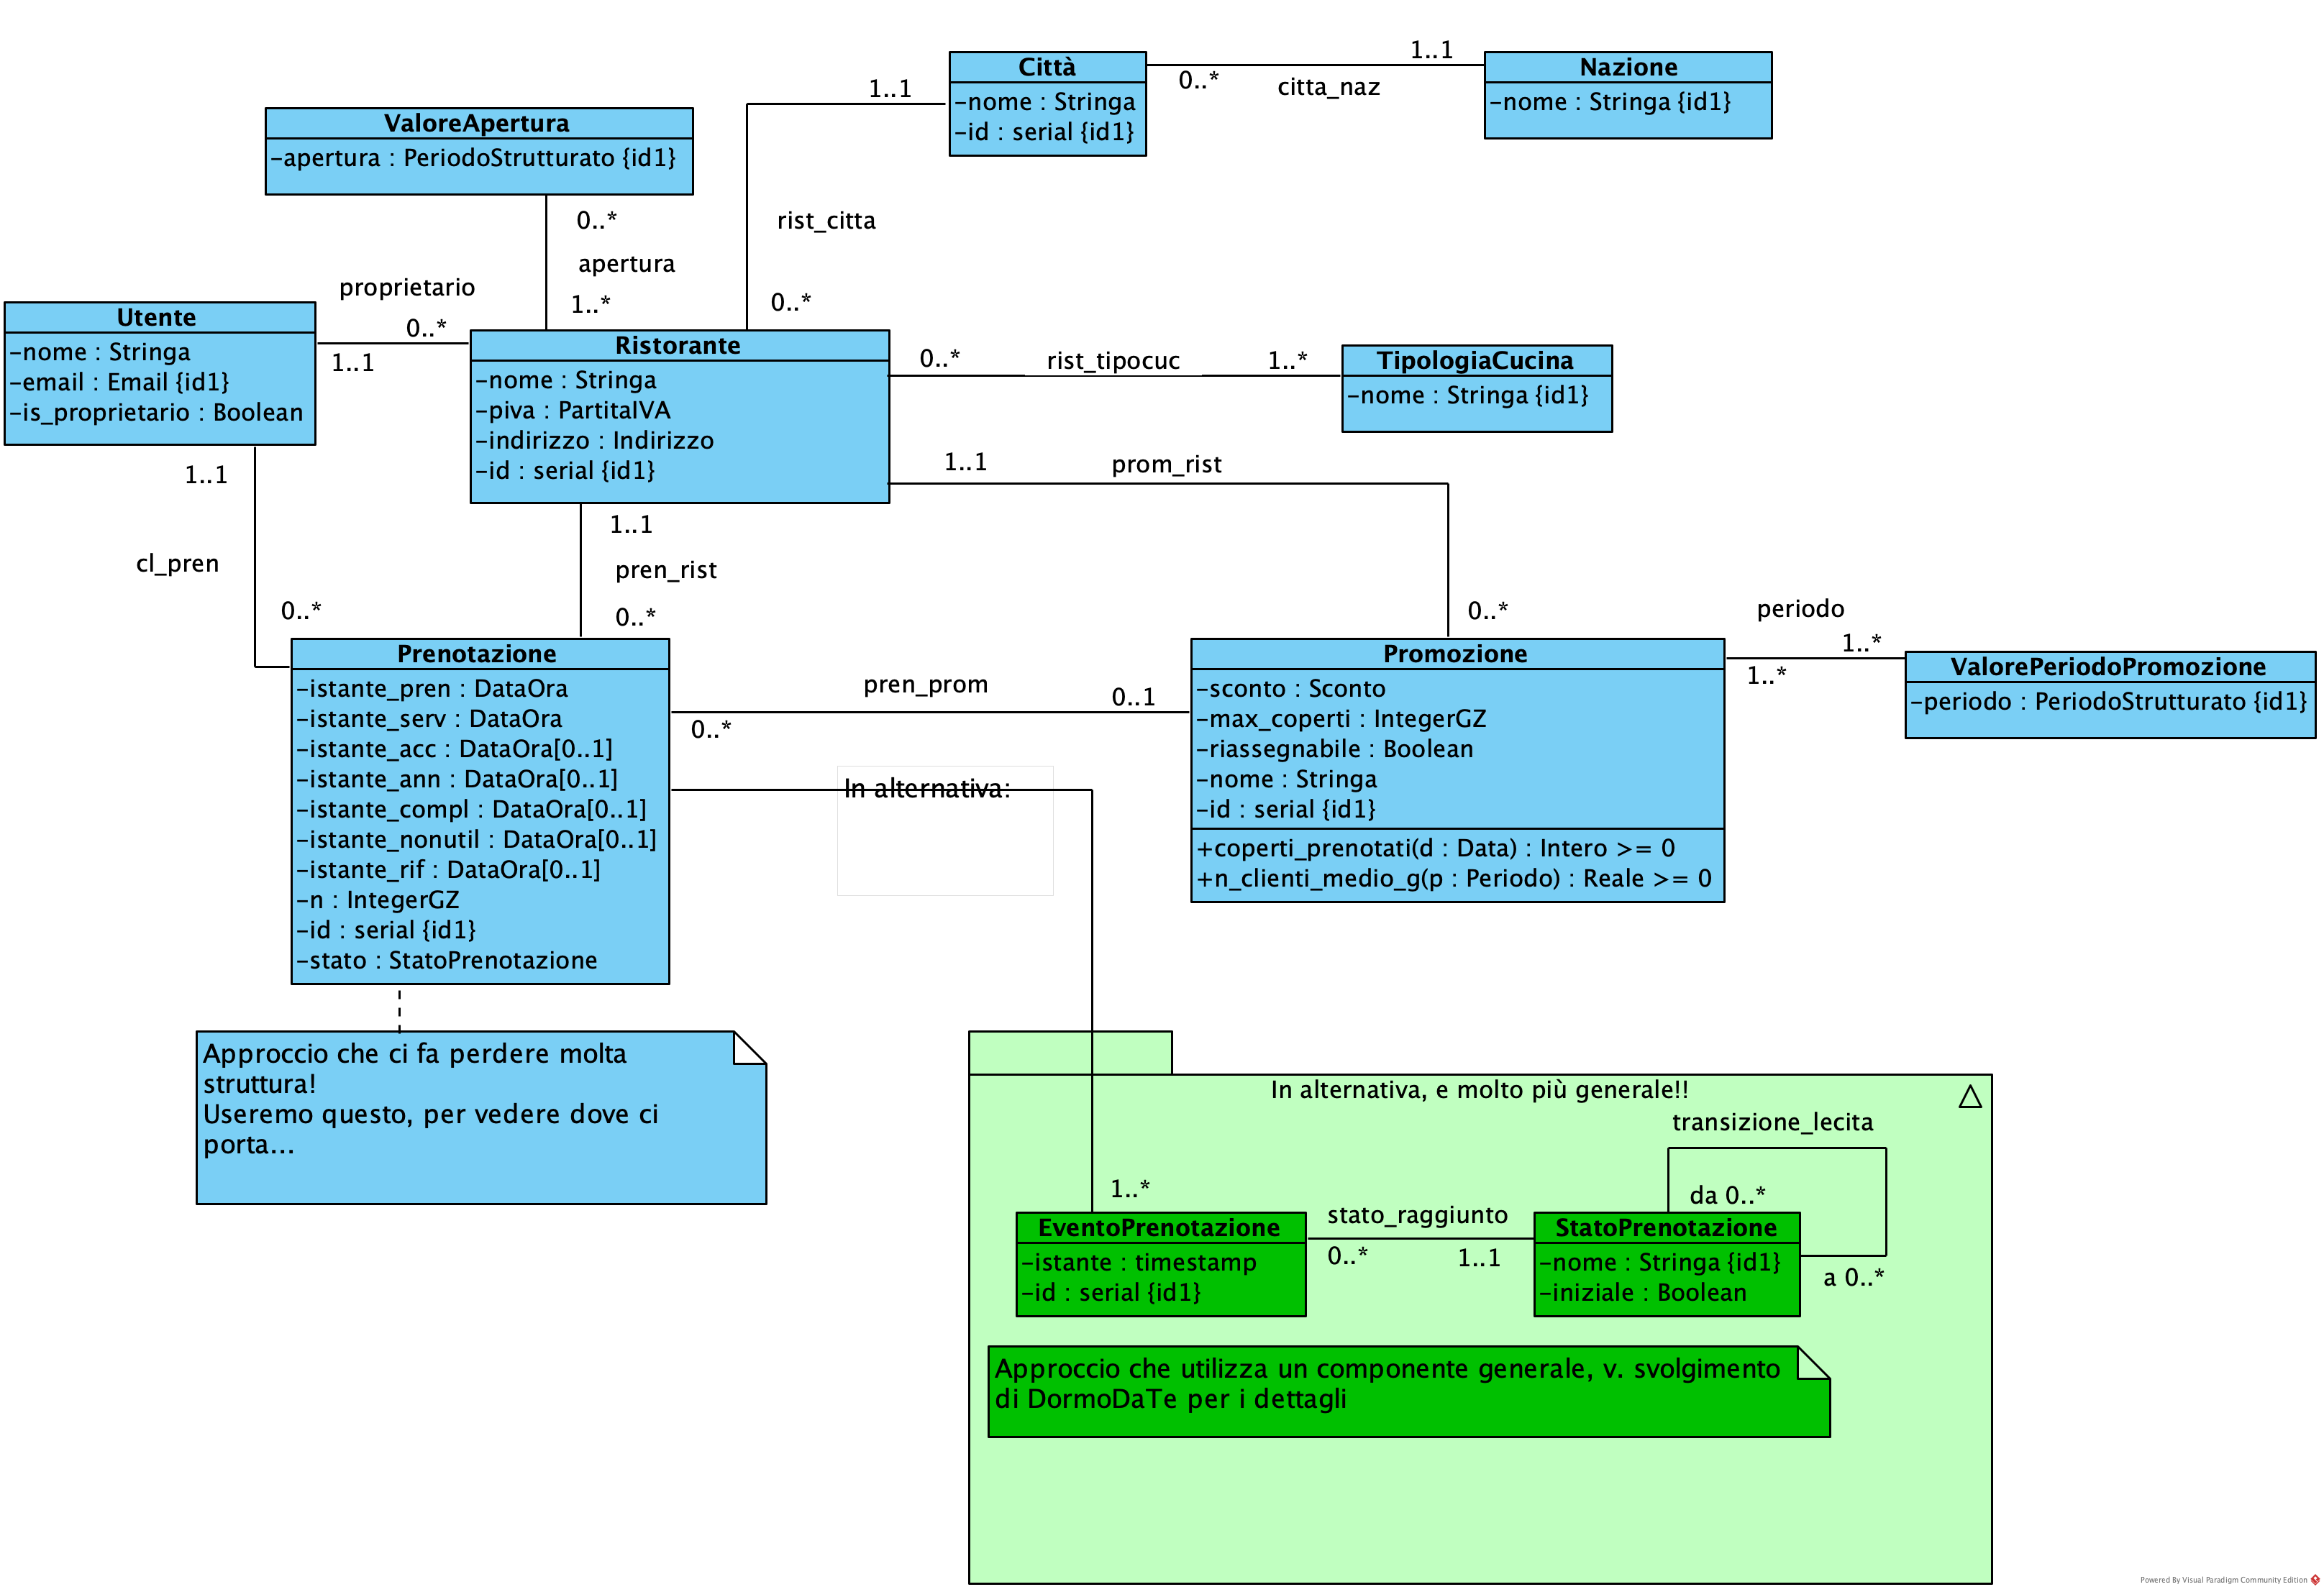 Città
-nome : Stringa
-id : serial {id1}
1..1
0..*
citta_naz
1..1
Nazione
-nome : Stringa {id1}
ValoreApertura
-apertura : PeriodoStrutturato {id1}
0..*
apertura
1..*
rist_citta
0..*
proprietario
0..*
1..1
Utente
-nome : Stringa
-email : Email {id1}
-is_proprietario : Boolean
Ristorante
-nome : Stringa
-piva : PartitaIVA
-indirizzo : Indirizzo
-id : serial {id1}
0..*
rist_tipocuc
1..*
TipologiaCucina
-nome : Stringa {id1}
1..1
prom_rist
0..*
1..1
cl_pren
0..*
1..1
pren_rist
0..*
Prenotazione
-istante_pren : DataOra
-istante_serv : DataOra
-istante_acc : DataOra[0..1]
-istante_ann : DataOra[0..1]
-istante_compl : DataOra[0..1]
-istante_nonutil : DataOra[0..1]
-istante_rif : DataOra[0..1]
-n : IntegerGZ
-id : serial {id1}
-stato : StatoPrenotazione
pren_prom
0..1
0..*
In alternativa:
Promozione
-sconto : Sconto
-max_coperti : IntegerGZ
-riassegnabile : Boolean
-nome : Stringa
-id : serial {id1}
+coperti_prenotati(d : Data) : Intero >= 0
+n_clienti_medio_g(p : Periodo) : Reale >= 0
periodo
1..*
1..*
ValorePeriodoPromozione
-periodo : PeriodoStrutturato {id1}
Approccio che ci fa perdere molta
struttura!
Useremo questo, per vedere dove ci
porta...
In alternativa, e molto più generale!!
transizione_lecita
1..*
da 0..*
a 0..*
EventoPrenotazione
-istante : timestamp
-id : serial {id1}
stato_raggiunto
0..*
1..1
StatoPrenotazione
-nome : Stringa {id1}
-iniziale : Boolean
Approccio che utilizza un componente generale, v. svolgimento
di DormoDaTe per i dettagli
Powered By Visual Paradigm Community Edition